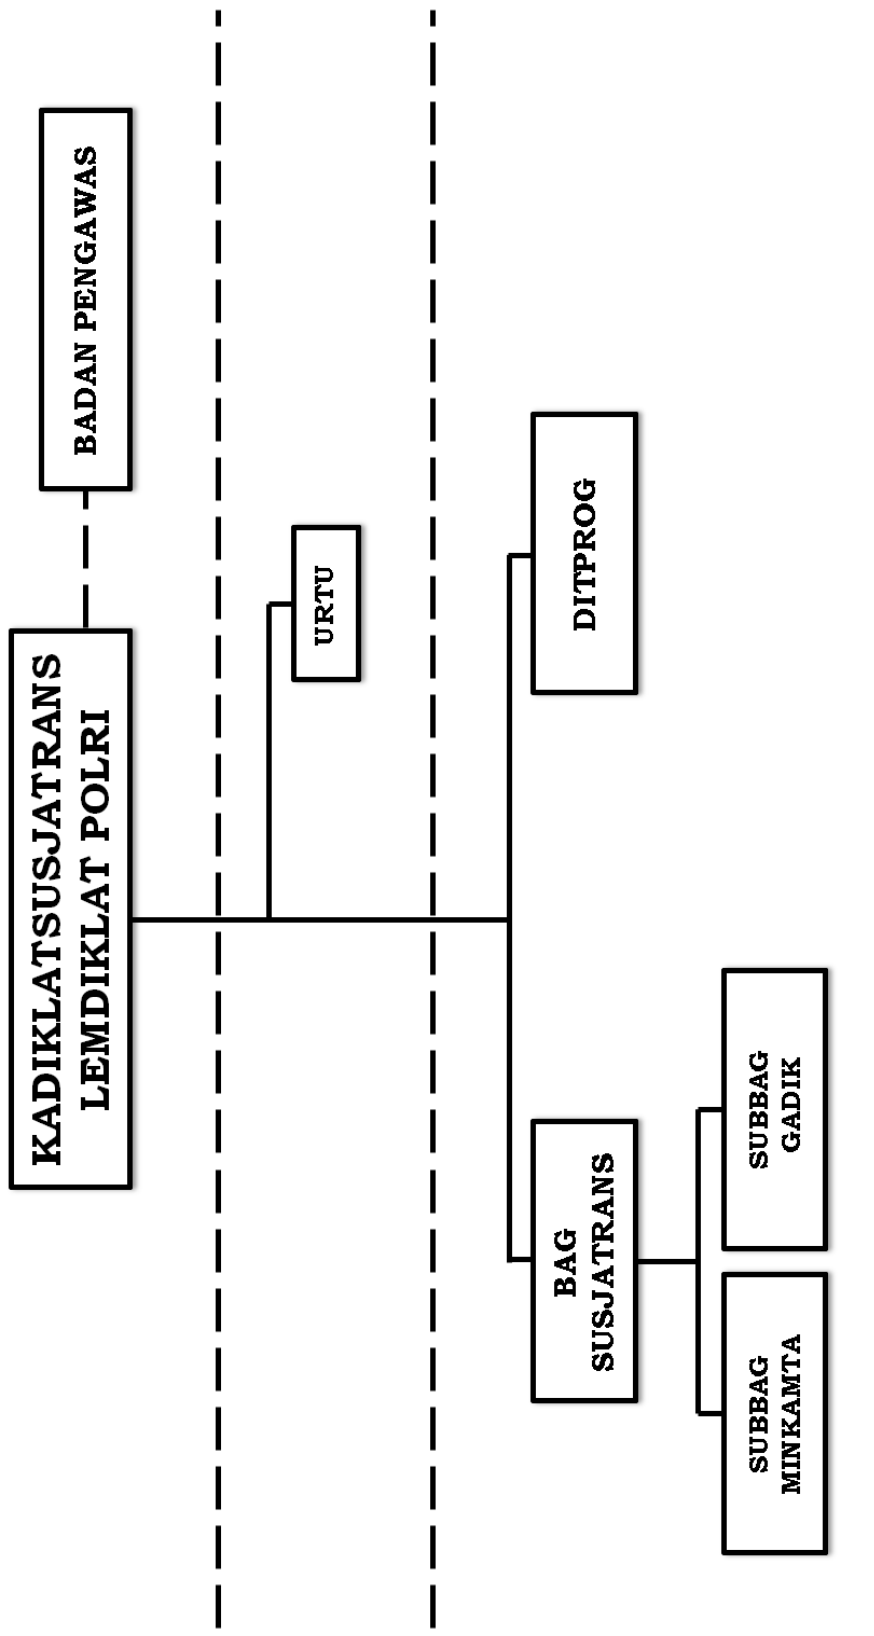 KADIKLATSUSJATRANS
LEMDIKLAT POLRI
BADAN PENGAWAS
URTU
BAG
SUSJATRANS
DITPROG
SUBBAG
MINKAMTA
SUBBAG
GADIK